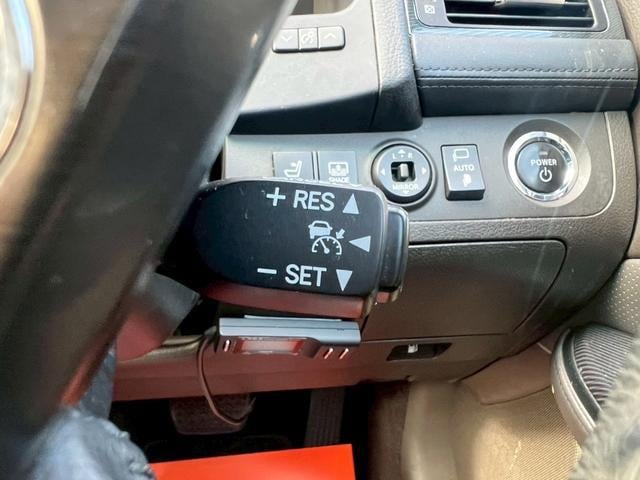 + RES
− SET
SHADE
L R
MIRROR
AUTO
POWER